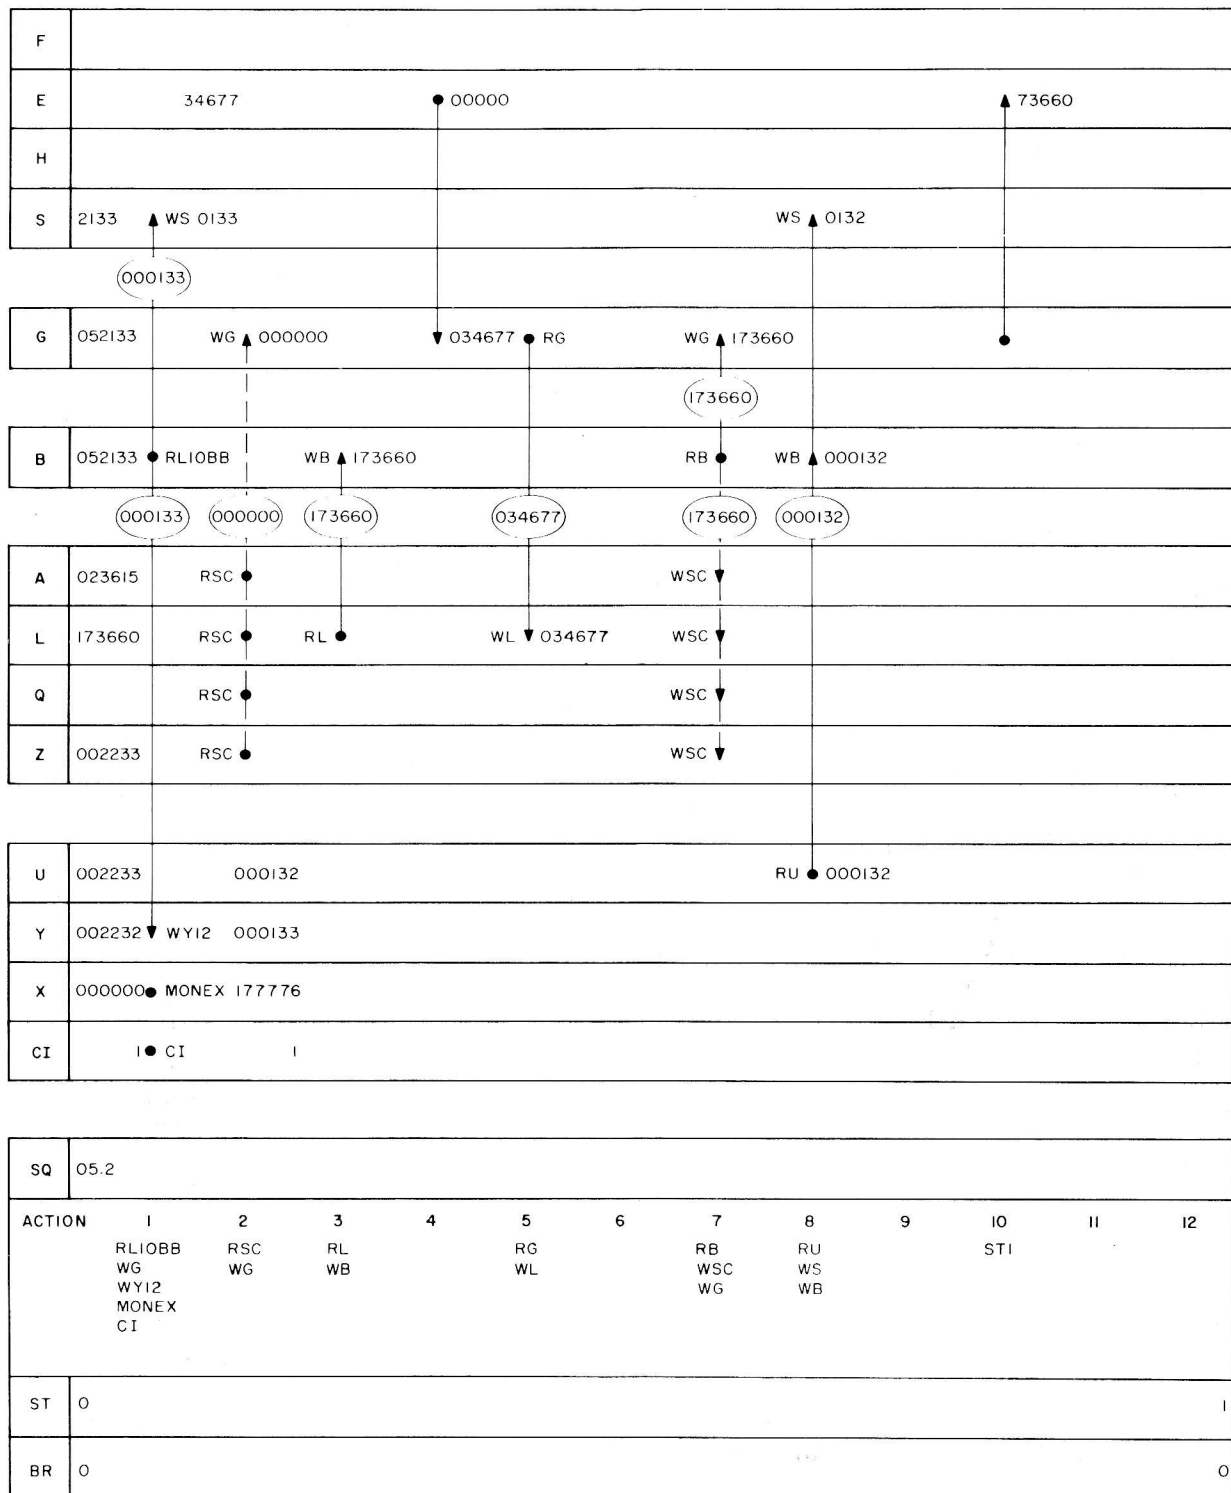 F
E 34677 00000 73660
H
S 2133 WS 0133 WS 0132
000133
G 052133 WG 000000 034677 RG WG 173660
173660
B 052133 RL10BB WB 173660 RB WB 000132
000133 000000 173660 034677 173660 000132
A 023615 RSC WSC
L 173660 RSC RL WL 034677 WSC
Q RSC WSC
Z 002233 RSC WSC
U 002233 000132 RU 000132
Y 002232 WY12 000133
X 000000 MONEX 177776
CI 1 CI 1
SQ 05.2
ACTION 1 2 3 4 5 6 7 8 9 10 11 12
RL10BB RSC RL RG RB RU ST1
WG WG WB WL WSC WS
WY12 WG WB
MONEX
CI
ST 0 1
BR 0 0